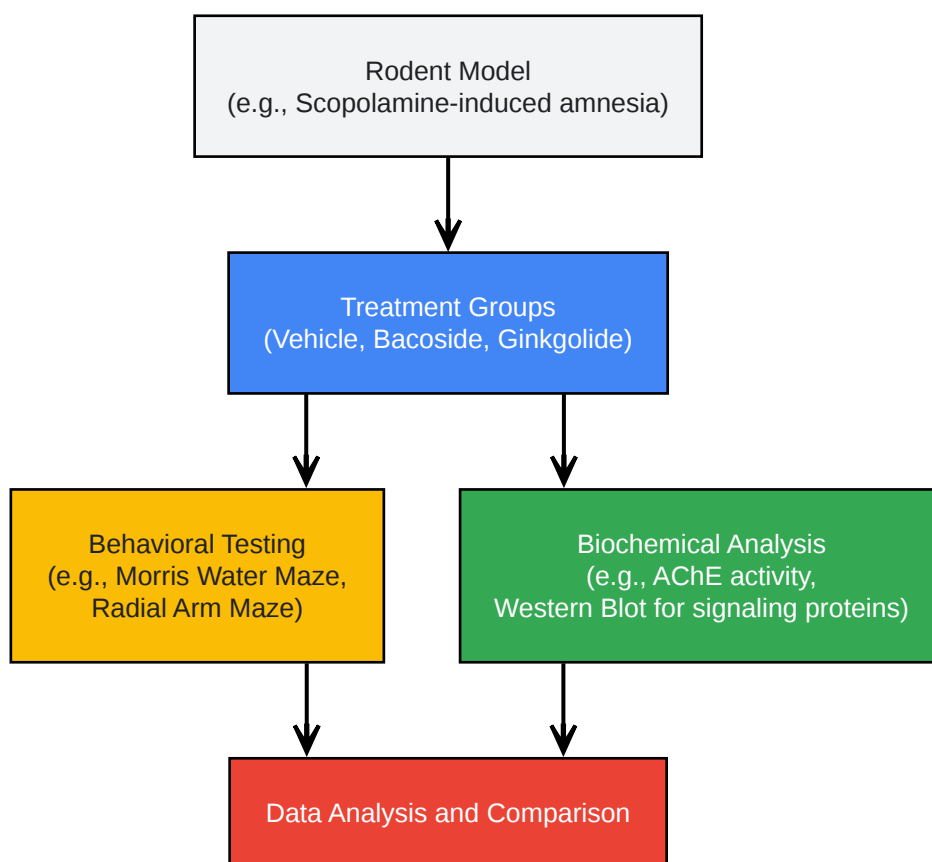 Rodent Model
(e.g., Scopolamine-induced amnesia)
Treatment Groups
(Vehicle, Bacoside, Ginkgolide)
Behavioral Testing
(e.g., Morris Water Maze,
Radial Arm Maze)
Biochemical Analysis
(e.g., AChE activity,
Western Blot for signaling proteins)
Data Analysis and Comparison